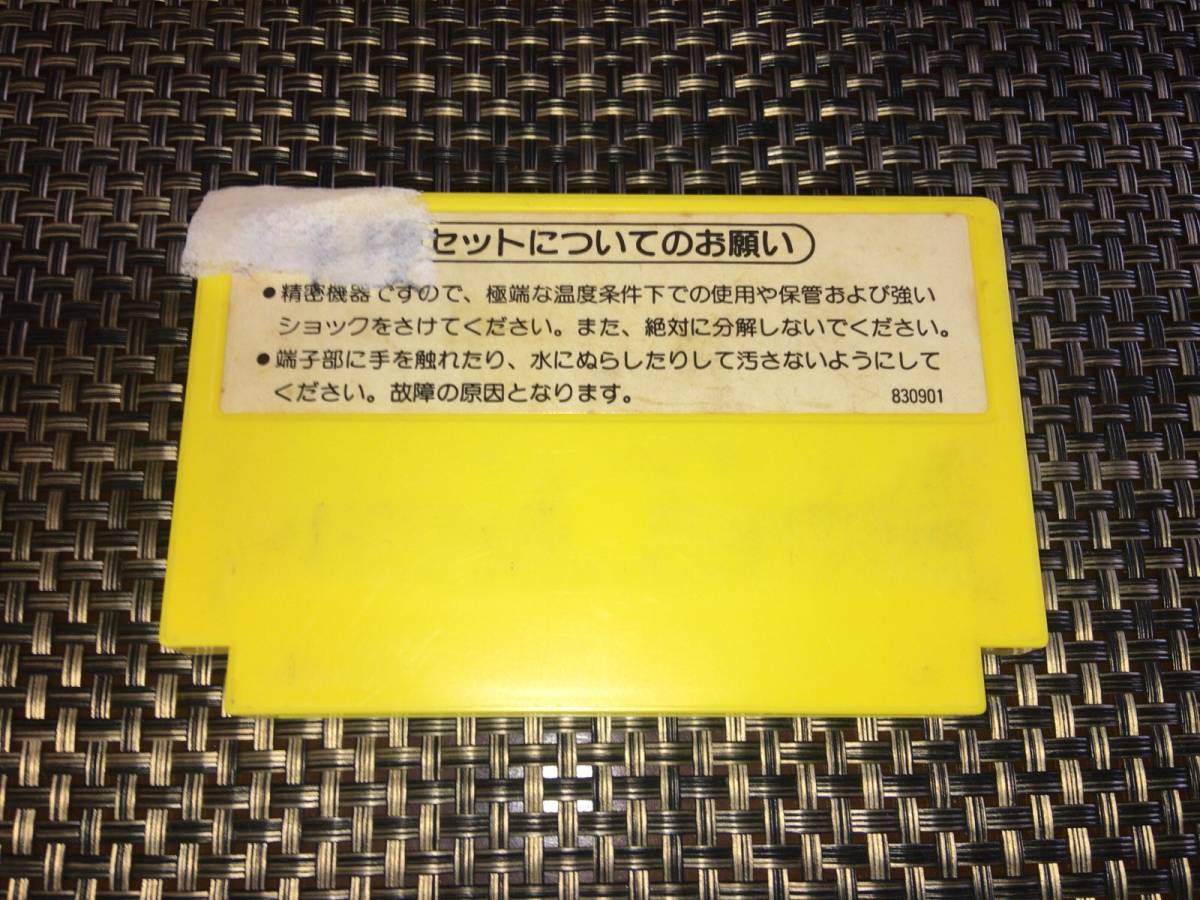 セットについてのお願い
●精密機器ですので、極端な温度条件下での使用や保管および強い
ショックをさけてください。また、絶対に分解しないでください。
●端子部に手を触れたり、水にぬらしたりして汚さないようにして
ください。故障の原因となります。
830901